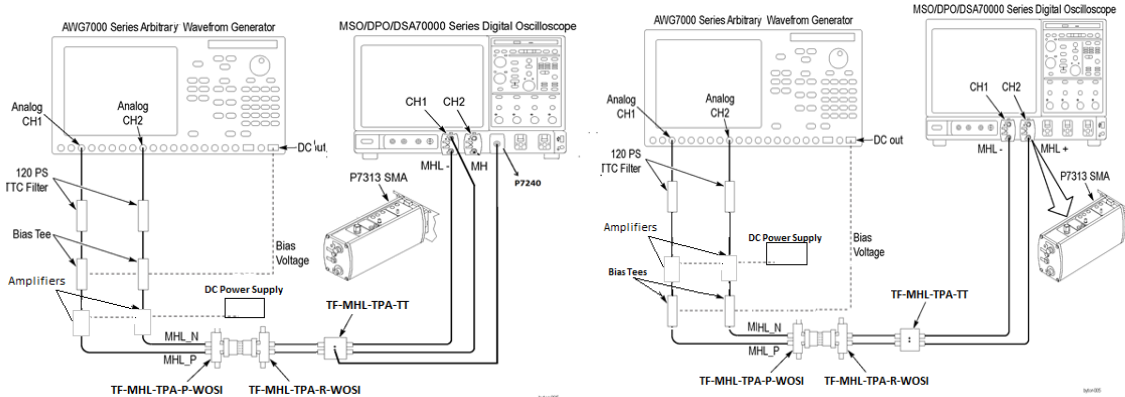 AWG7000 Series Arbitrary Wavefrom Generator
MSO/DPO/DSA70000 Series Digital Oscilloscope
Analog
CH1
Analog
CH2
CH1
CH2
DC
MHL -
MH
P7240
120 PS
TTC Filter
P7313 SMA
Bias Tee
Bias
Voltage
Amplifiers
DC Power Supply
TF-MHL-TPA-TT
MHL_N
MHL_P
TF-MHL-TPA-P-WOSI
TF-MHL-TPA-R-WOSI
AWG7000 Series Arbitrary Wavefrom Generator
MSO/DPO/DSA70000 Series Digital Oscilloscope
Analog
CH1
Analog
CH2
CH1
CH2
DC out
MHL -
MHL +
120 PS
TTC Filter
P7313 SMA
Amplifiers
DC Power Supply
Bias Tees
Bias
Voltage
TF-MHL-TPA-TT
MHL_N
MHL_P
TF-MHL-TPA-P-WOSI
TF-MHL-TPA-R-WOSI